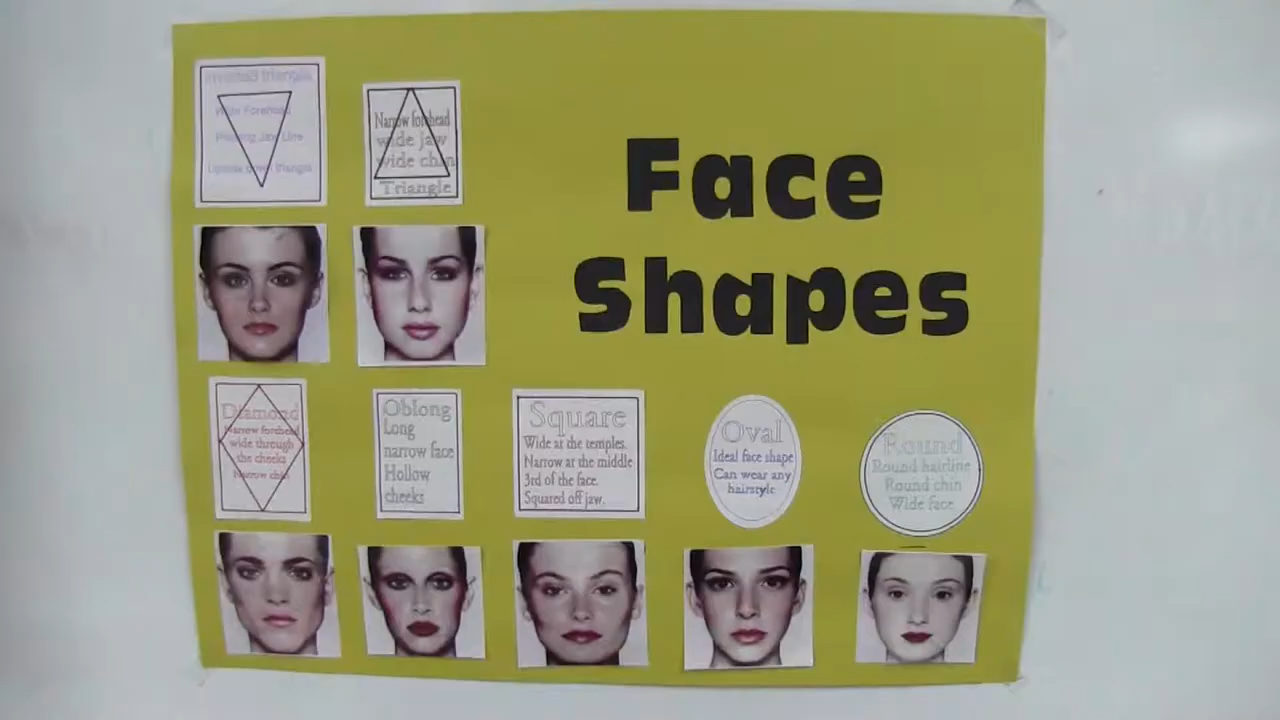 Inverted Triangle
Wide Forehead
Jaw Line
Upside down triangle
Narrow forehead
wide jaw
wide chin
Triangle
Face
Shapes
Diamond
Narrow forehead
wide through
the cheeks
Narrow chin
Oblong
Long
narrow face
Hollow
cheeks
Square
Wide at the temples.
Narrow at the middle
3rd of the face.
Squared off jaw.
Oval
Ideal face shape
Can wear any
hairstyle
Round
Round hairline
Round chin
Wide face